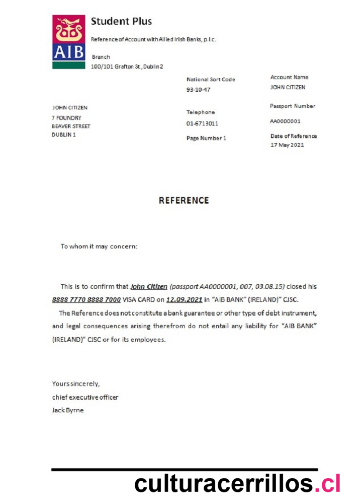 Student Plus
Reference of Account with Allied Irish Banks, p.l.c.
AIB
Branch
100/101 Grafton St, Dublin 2
National Sort Code
93-10-47
Account Name
JOHN CITIZEN
JOHN CITIZEN
7 FOUNDRY
BEAVER STREET
DUBLIN 1
Telephone
01-6713011
Passport Number
AA0000001
Page Number 1
Date of Reference
17 May 2021
REFERENCE
To whom it may concern:
This is to confirm that John Citizen (passport AA0000001, 007, 03.08.15) closed his
8888 7770 8888 7000 VISA CARD on 12.09.2021 in "AIB BANK" (IRELAND)" CJSC.
The Reference does not constitute a bank guarantee or other type of debt instrument,
and legal consequences arising therefrom do not entail any liability for "AIB BANK"
(IRELAND)" CJSC or for its employees.
Yours sincerely,
chief executive officer
Jack Byrne
culturacerrillos.cl